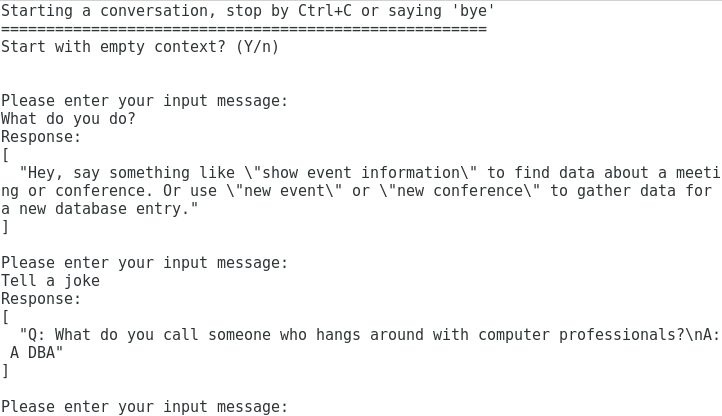 Starting a conversation, stop by Ctrl+C or saying 'bye'
======================================================
Start with empty context? (Y/n)
Please enter your input message:
What do you do?
Response:
[
  "Hey, say something like \"show event information\" to find data about a meeti
ng or conference. Or use \"new event\" or \"new conference\" to gather data for
a new database entry."
]
Please enter your input message:
Tell a joke
Response:
[
  "Q: What do you call someone who hangs around with computer professionals?\nA:
 A DBA"
]
Please enter your input message: